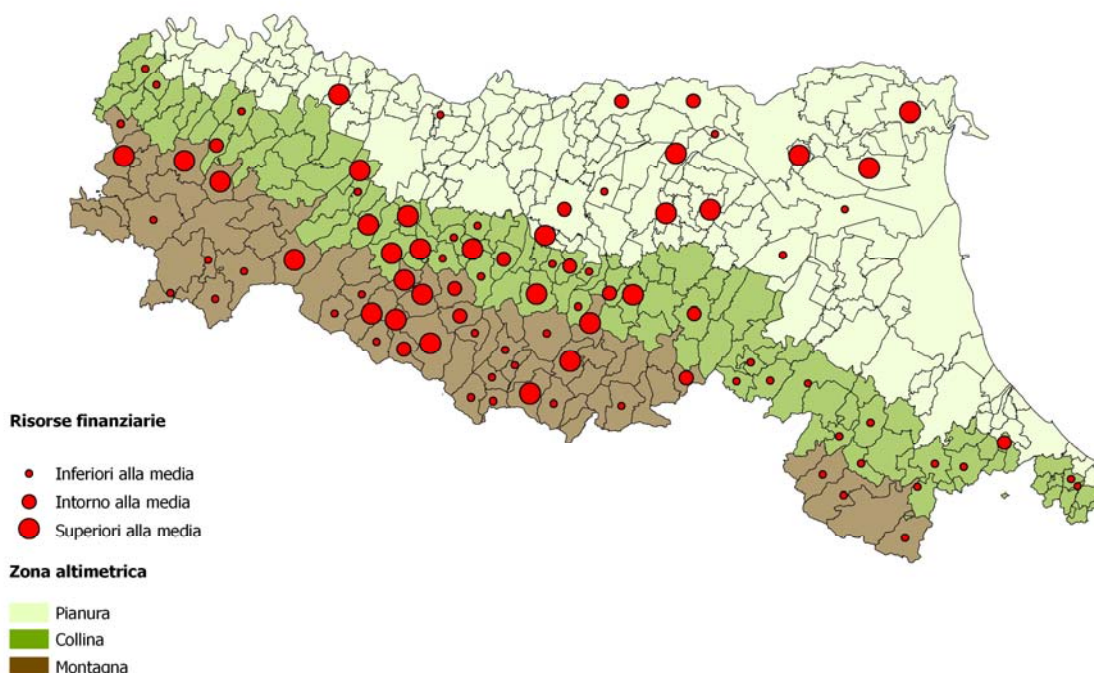 Risorse finanziarie
Inferiori alla media
Intorno alla media
Superiori alla media
Zona altimetrica
Pianura
Collina
Montagna